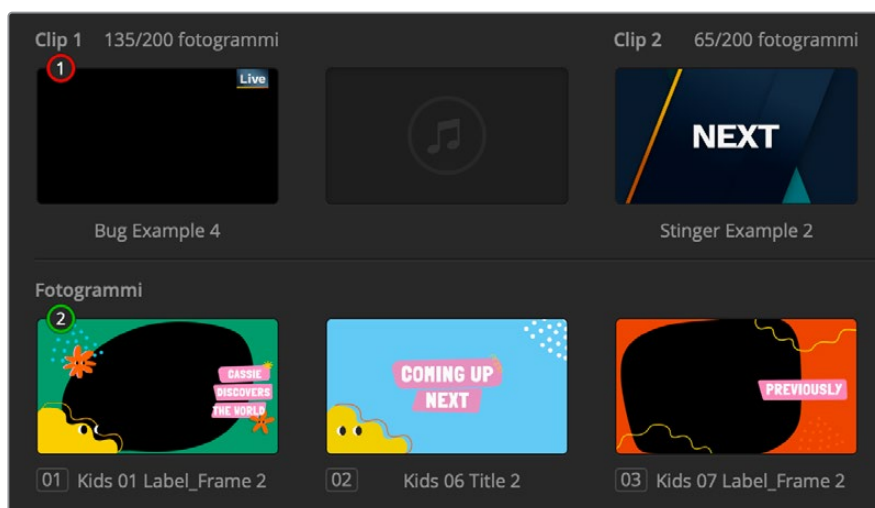 Clip 1 135/200 fotogrammi
Clip 2 65/200 fotogrammi
1
Live
NEXT
Bug Example 4
Stinger Example 2
Fotogrammi
2
CASSIE
DISCOVERS
THE WORLD
COMING UP
NEXT
PREVIOUSLY
01 Kids 01 Label_Frame 2
02 Kids 06 Title 2
03 Kids 07 Label_Frame 2